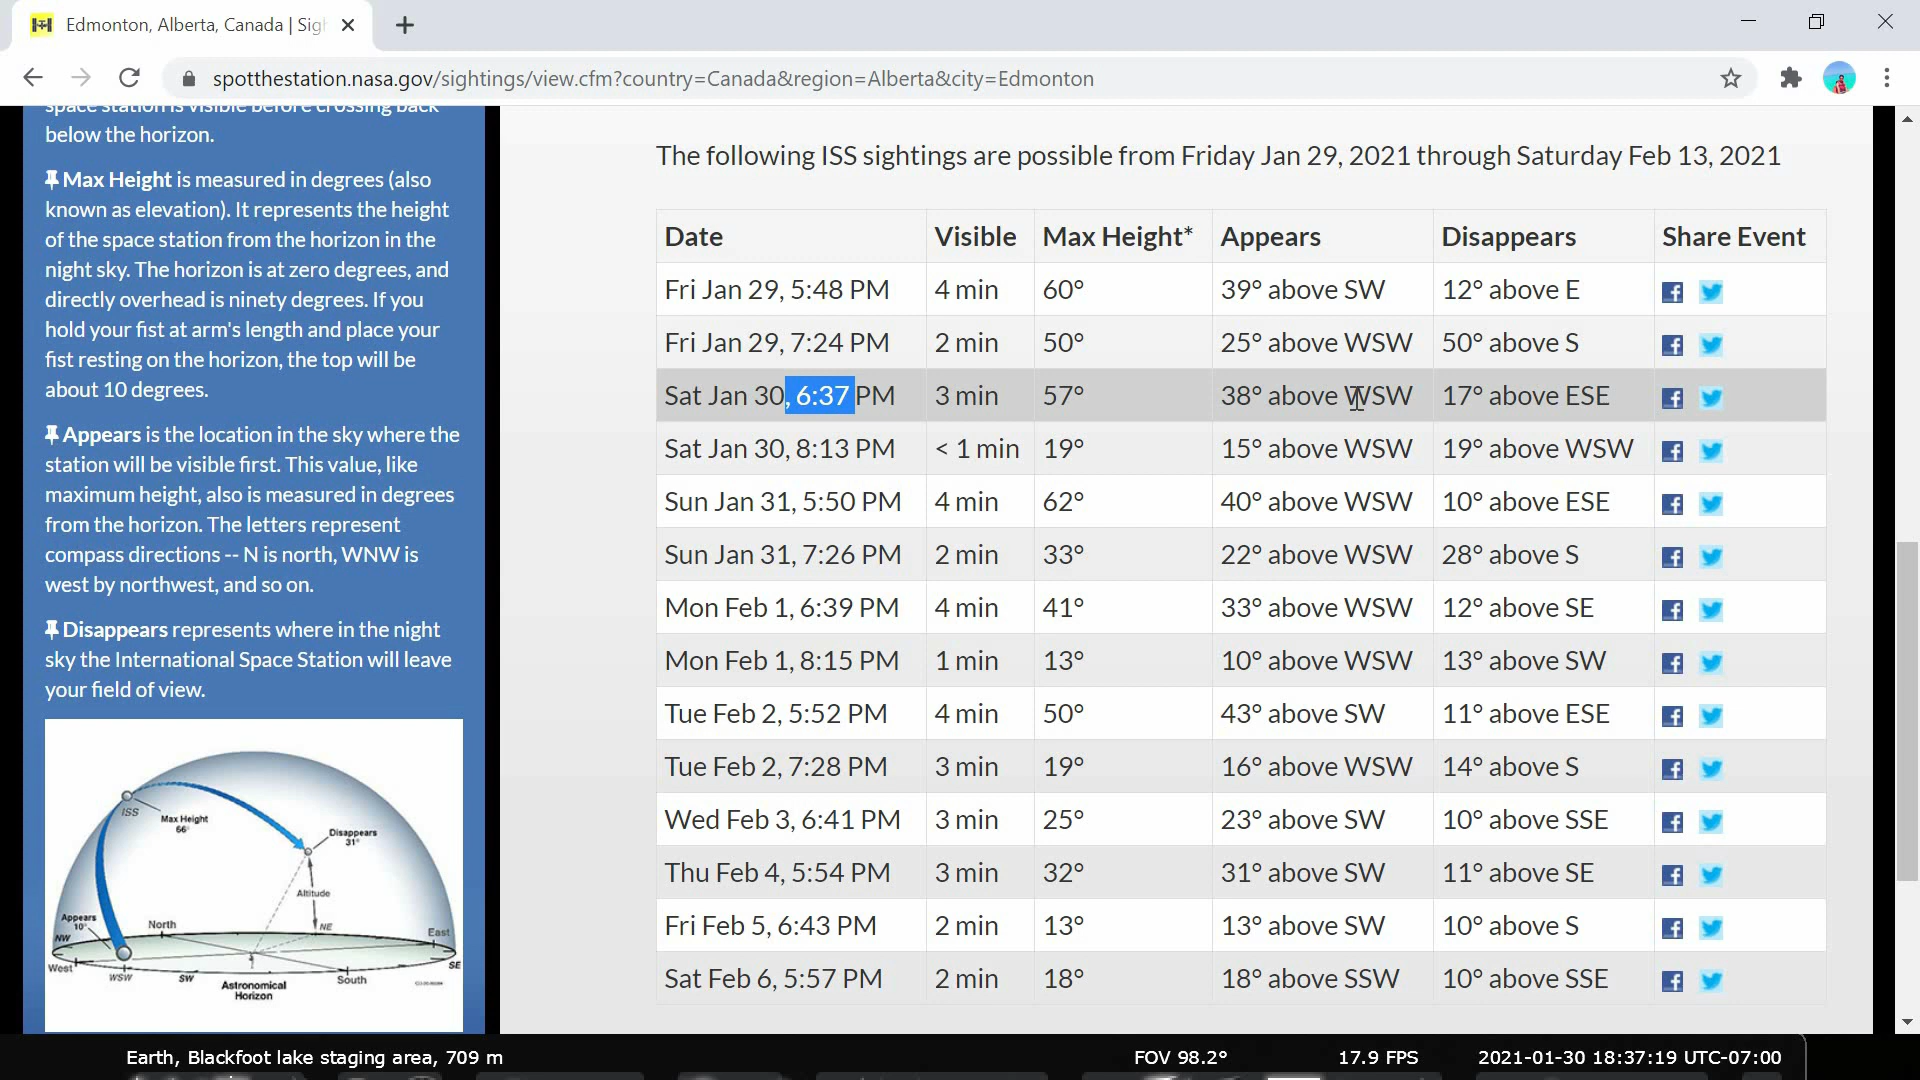 Edmonton, Alberta, Canada | Sig
spotthestation.nasa.gov/sightings/view.cfm?country=Canada&region=Alberta&city=Edmonton
space station is visible before crossing back
below the horizon.
Max Height is measured in degrees (also
known as elevation). It represents the height
of the space station from the horizon in the
night sky. The horizon is at zero degrees, and
directly overhead is ninety degrees. If you
hold your fist at arm's length and place your
fist resting on the horizon, the top will be
about 10 degrees.
Appears is the location in the sky where the
station will be visible first. This value, like
maximum height, also is measured in degrees
from the horizon. The letters represent
compass directions -- N is north, WNW is
west by northwest, and so on.
Disappears represents where in the night
sky the International Space Station will leave
your field of view.
ISS
Max Height
66°
Disappears
31°
Altitude
Appears
10°
North
NE
East
NW
West
WSW
SW
South
SE
Astronomical
Horizon
The following ISS sightings are possible from Friday Jan 29, 2021 through Saturday Feb 13, 2021
Date Visible Max Height* Appears Disappears Share Event
Fri Jan 29, 5:48 PM 4 min 60° 39° above SW 12° above E
Fri Jan 29, 7:24 PM 2 min 50° 25° above WSW 50° above S
Sat Jan 30, 6:37 PM 3 min 57° 38° above WSW 17° above ESE
Sat Jan 30, 8:13 PM < 1 min 19° 15° above WSW 19° above WSW
Sun Jan 31, 5:50 PM 4 min 62° 40° above WSW 10° above ESE
Sun Jan 31, 7:26 PM 2 min 33° 22° above WSW 28° above S
Mon Feb 1, 6:39 PM 4 min 41° 33° above WSW 12° above SE
Mon Feb 1, 8:15 PM 1 min 13° 10° above WSW 13° above SW
Tue Feb 2, 5:52 PM 4 min 50° 43° above SW 11° above ESE
Tue Feb 2, 7:28 PM 3 min 19° 16° above WSW 14° above S
Wed Feb 3, 6:41 PM 3 min 25° 23° above SW 10° above SSE
Thu Feb 4, 5:54 PM 3 min 32° 31° above SW 11° above SE
Fri Feb 5, 6:43 PM 2 min 13° 13° above SW 10° above S
Sat Feb 6, 5:57 PM 2 min 18° 18° above SSW 10° above SSE
Earth, Blackfoot lake staging area, 709 m FOV 98.2° 17.9 FPS 2021-01-30 18:37:19 UTC-07:00